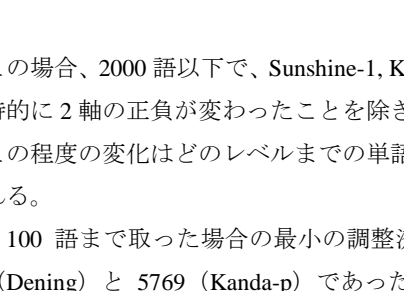 の場合、2000 語以下で、Sunshine-1, K
的に 2 軸の正負が変わったことを除き
の程度の変化はどのレベルまでの単語
れる。
100 語まで取った場合の最小の調整
(Dening)と 5769(Kanda-p)であった